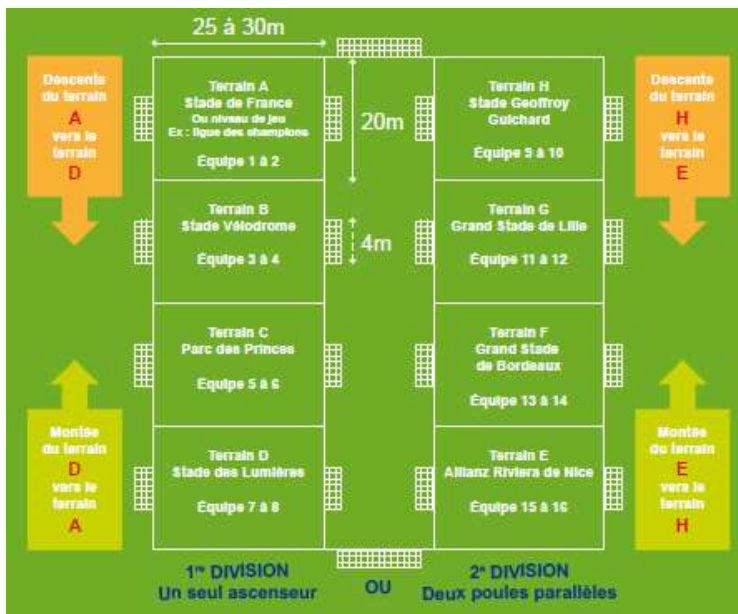 25 à 30m
Descente
du terrain
A
vers le
terrain
D
Terrain A
Stade de France
Ou niveau de jeu
Ex : ligue des champions
Équipe 1 à 2
20m
Terrain H
Stade Geoffroy
Guichard
Équipe 9 à 10
Descente
du terrain
H
vers le
terrain
E
Terrain B
Stade Vélodrome
Équipe 3 à 4
4m
Terrain G
Grand Stade de Lille
Équipe 11 à 12
Terrain C
Parc des Princes
Équipe 5 à 6
Terrain F
Grand Stade
de Bordeaux
Équipe 13 à 14
Montée
du terrain
D
vers le
terrain
A
Terrain D
Stade des Lumières
Équipe 7 à 8
Terrain E
Allianz Riviera de Nice
Équipe 15 à 16
Montée
du terrain
E
vers le
terrain
H
1re DIVISION
Un seul ascenseur
OU
2e DIVISION
Deux poules parallèles